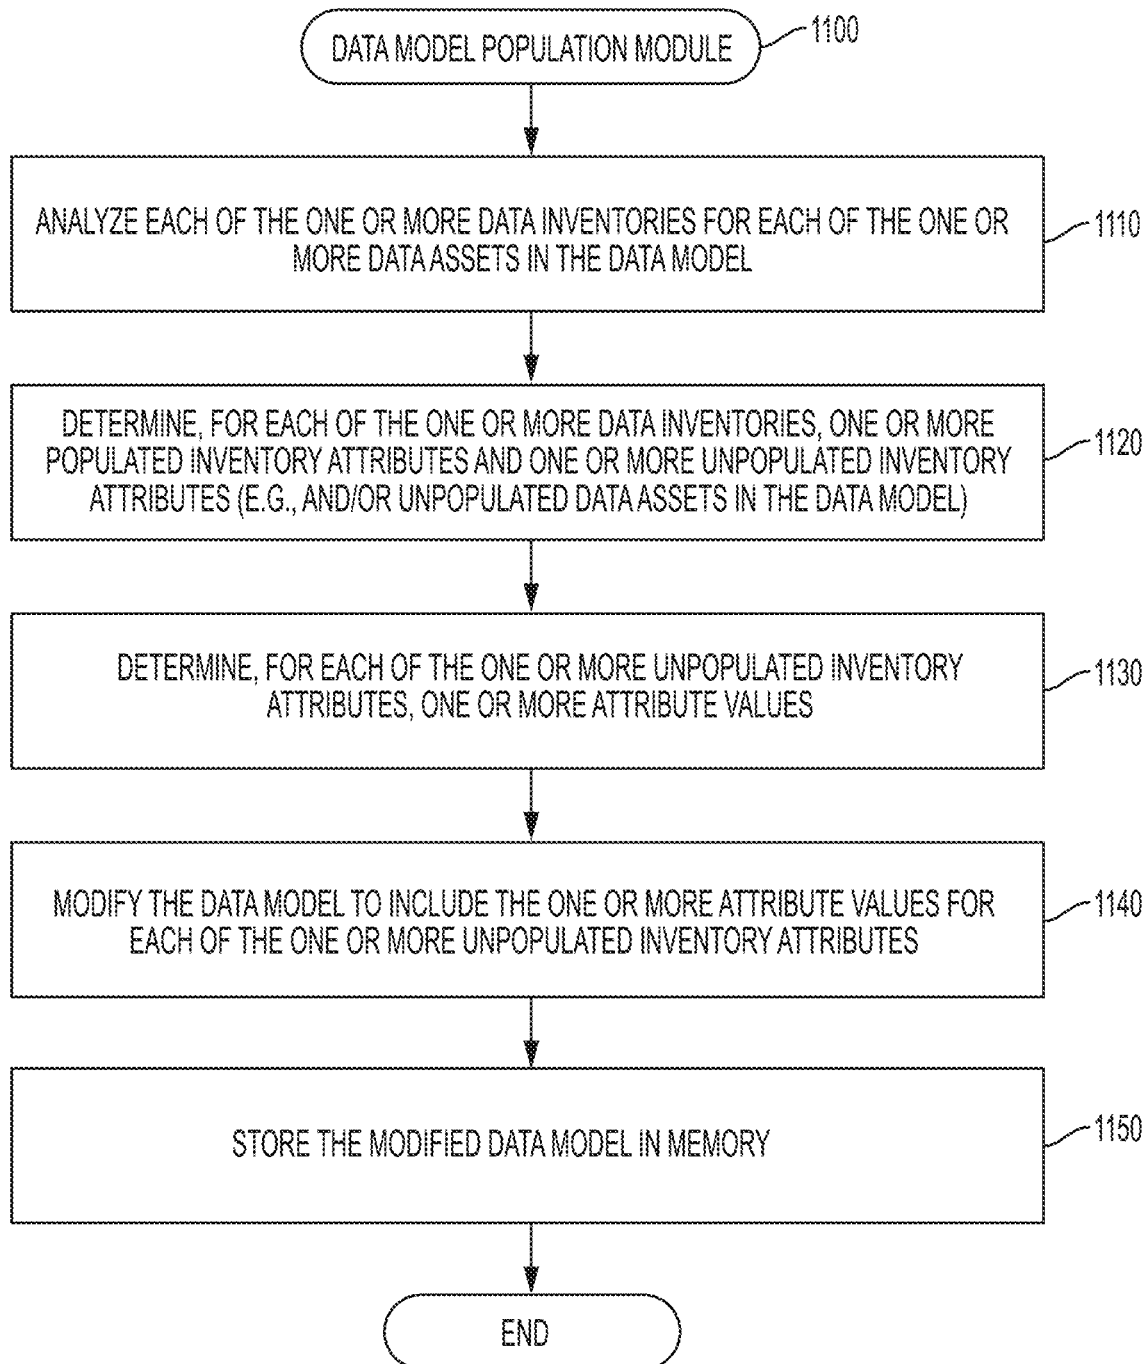 DATA MODEL POPULATION MODULE
1100
ANALYZE EACH OF THE ONE OR MORE DATA INVENTORIES FOR EACH OF THE ONE OR
MORE DATA ASSETS IN THE DATA MODEL
1110
DETERMINE, FOR EACH OF THE ONE OR MORE DATA INVENTORIES, ONE OR MORE
POPULATED INVENTORY ATTRIBUTES AND ONE OR MORE UNPOPULATED INVENTORY
ATTRIBUTES (E.G., AND/OR UNPOPULATED DATA ASSETS IN THE DATA MODEL)
1120
DETERMINE, FOR EACH OF THE ONE OR MORE UNPOPULATED INVENTORY
ATTRIBUTES, ONE OR MORE ATTRIBUTE VALUES
1130
MODIFY THE DATA MODEL TO INCLUDE THE ONE OR MORE ATTRIBUTE VALUES FOR
EACH OF THE ONE OR MORE UNPOPULATED INVENTORY ATTRIBUTES
1140
STORE THE MODIFIED DATA MODEL IN MEMORY
1150
END